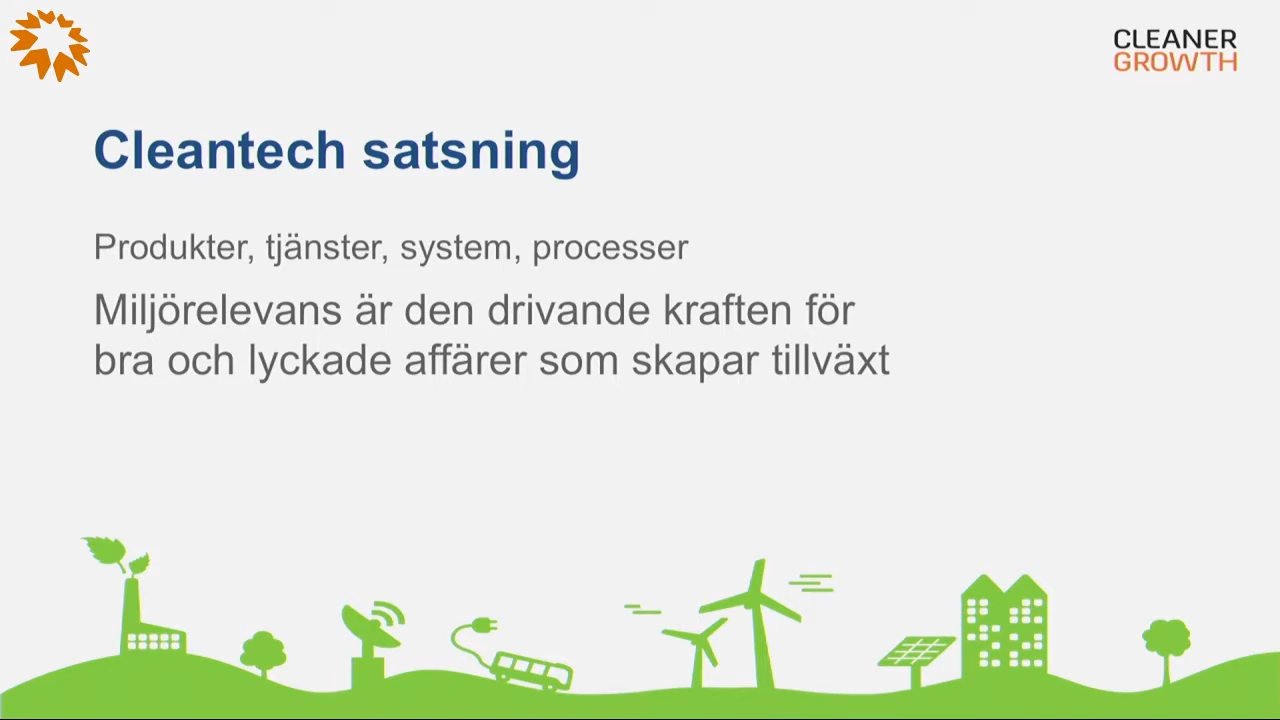 CLEANER
GROWTH
Cleantech satsning
Produkter, tjänster, system, processer
Miljörelevans är den drivande kraften för
bra och lyckade affärer som skapar tillväxt